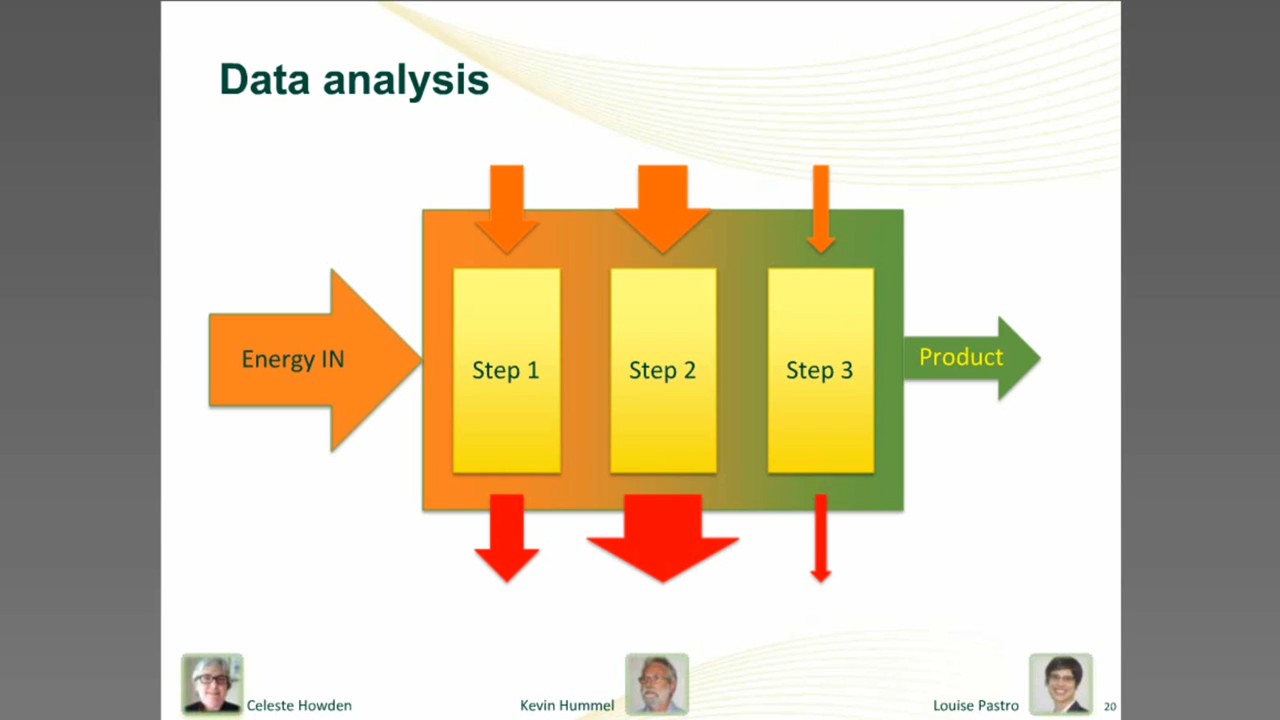 Data analysis
Energy IN
Step 1
Step 2
Step 3
Product
Celeste Howden
Kevin Hummel
Louise Pastro
20